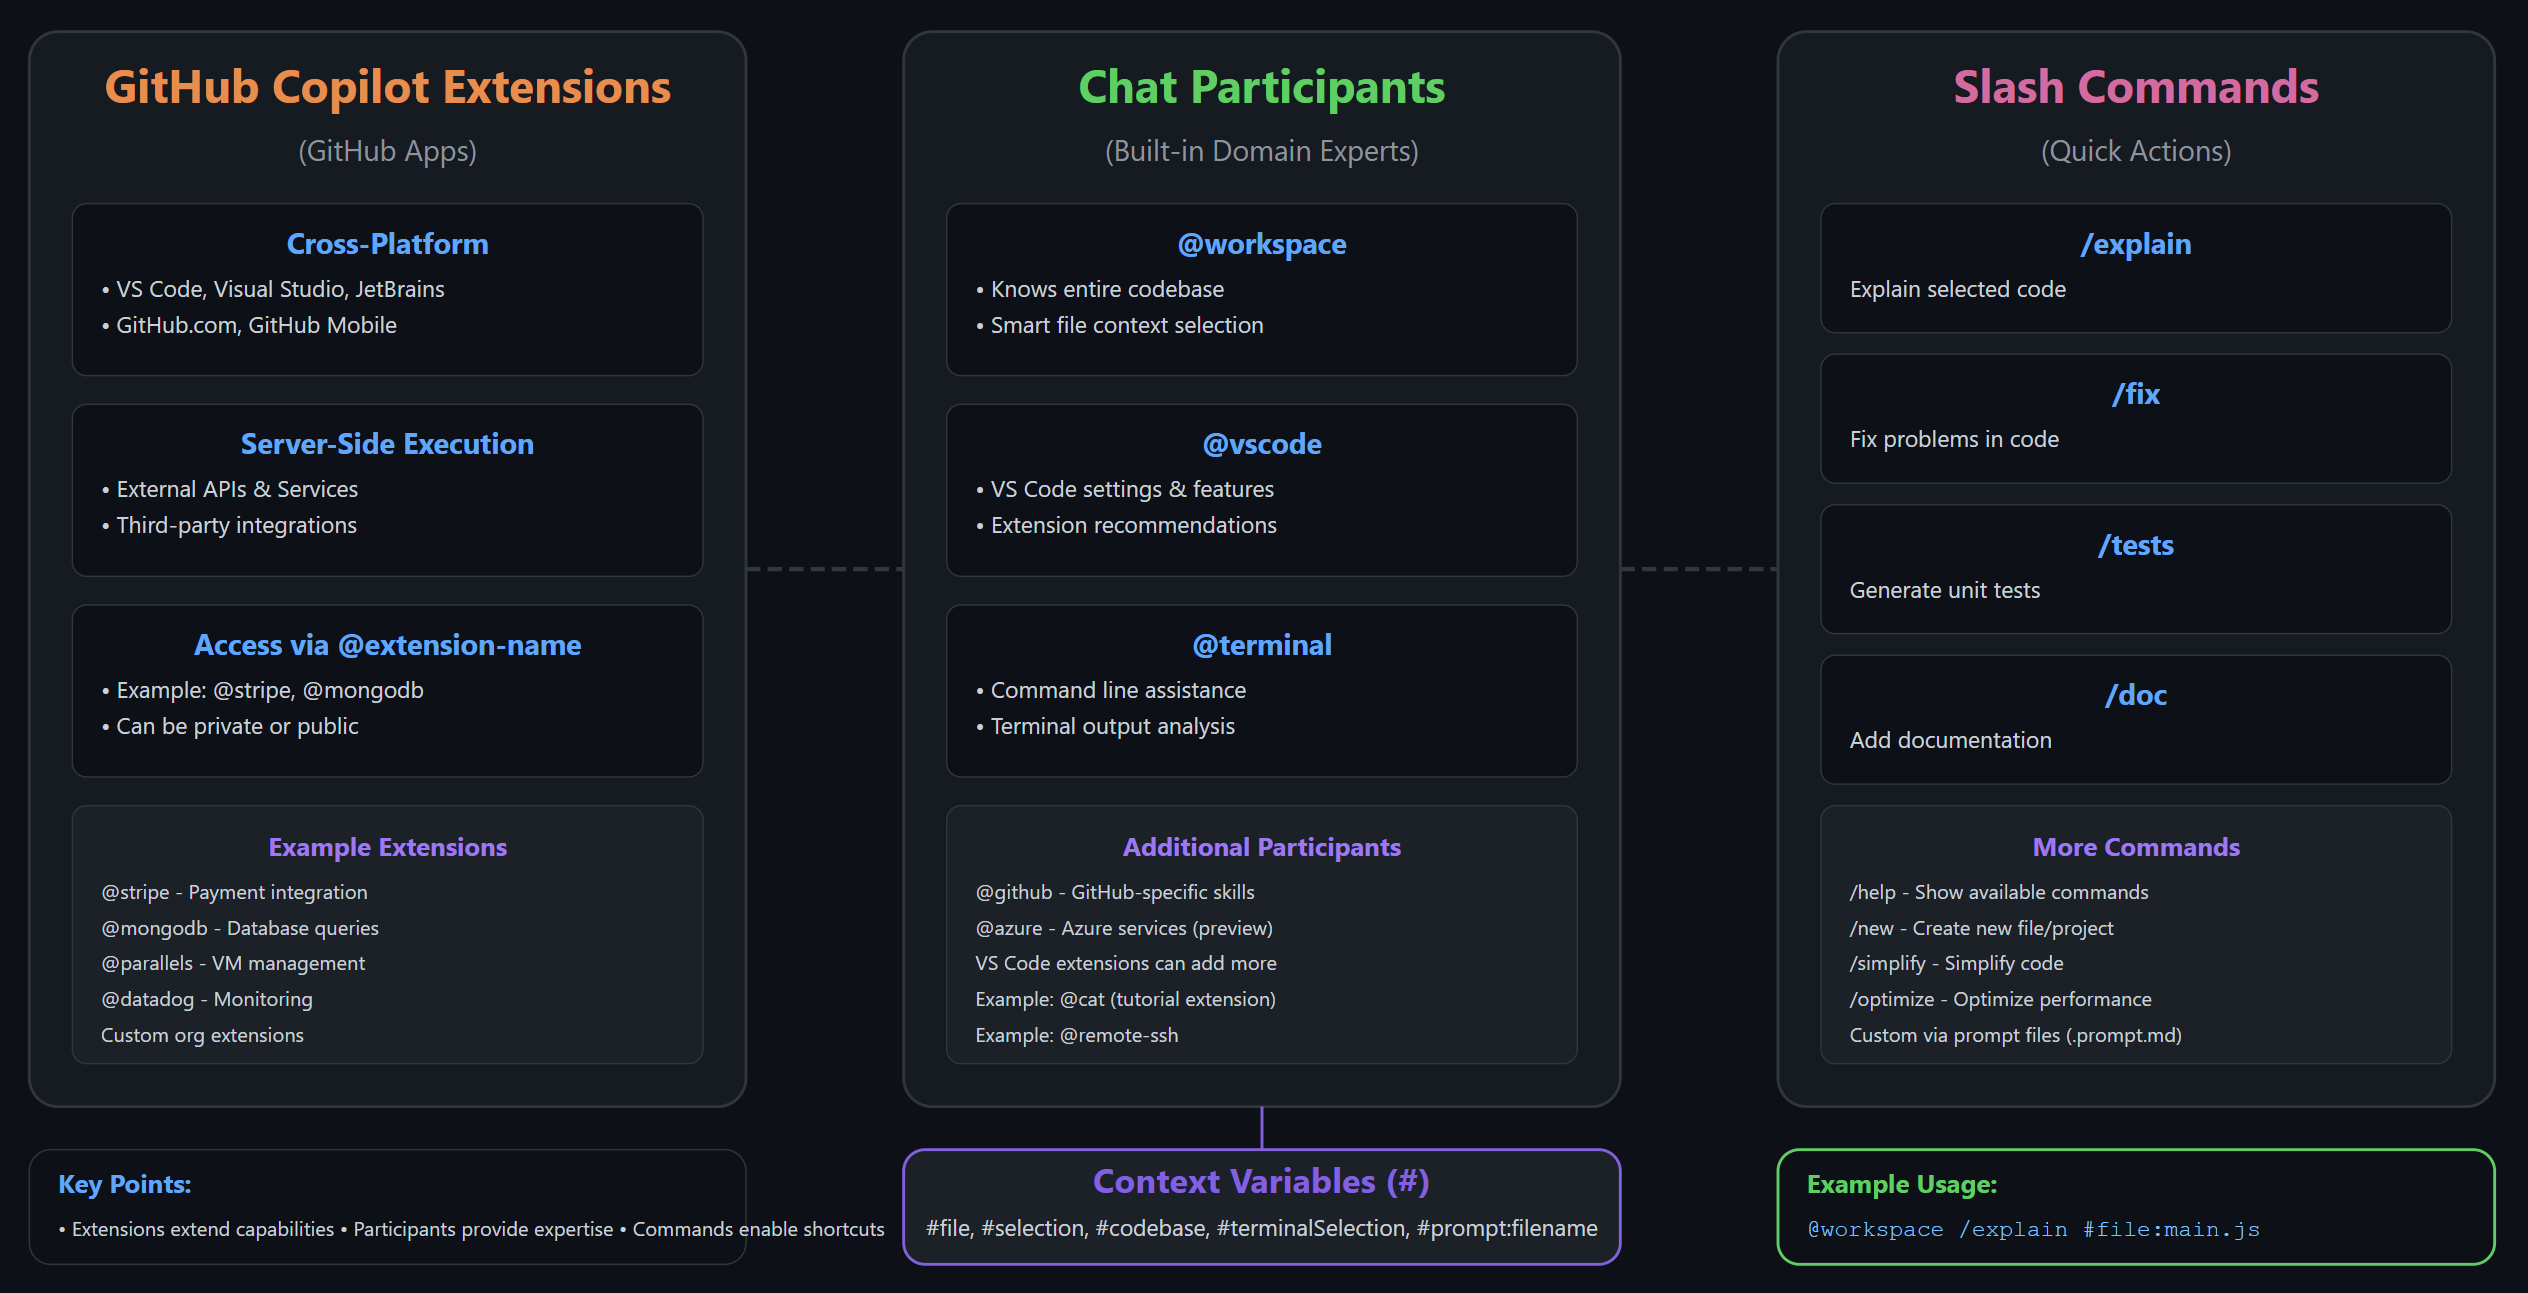 GitHub Copilot Extensions
(GitHub Apps)
Cross-Platform
• VS Code, Visual Studio, JetBrains
• GitHub.com, GitHub Mobile
Server-Side Execution
• External APIs & Services
• Third-party integrations
Access via @extension-name
• Example: @stripe, @mongodb
• Can be private or public
Example Extensions
@stripe - Payment integration
@mongodb - Database queries
@parallels - VM management
@datadog - Monitoring
Custom org extensions
Chat Participants
(Built-in Domain Experts)
@workspace
• Knows entire codebase
• Smart file context selection
@vscode
• VS Code settings & features
• Extension recommendations
@terminal
• Command line assistance
• Terminal output analysis
Additional Participants
@github - GitHub-specific skills
@azure - Azure services (preview)
VS Code extensions can add more
Example: @cat (tutorial extension)
Example: @remote-ssh
Slash Commands
(Quick Actions)
/explain
Explain selected code
/fix
Fix problems in code
/tests
Generate unit tests
/doc
Add documentation
More Commands
/help - Show available commands
/new - Create new file/project
/simplify - Simplify code
/optimize - Optimize performance
Custom via prompt files (.prompt.md)
Key Points:
• Extensions extend capabilities • Participants provide expertise • Commands enable shortcuts
Context Variables (#)
#file, #selection, #codebase, #terminalSelection, #prompt:filename
Example Usage:
@workspace /explain #file:main.js